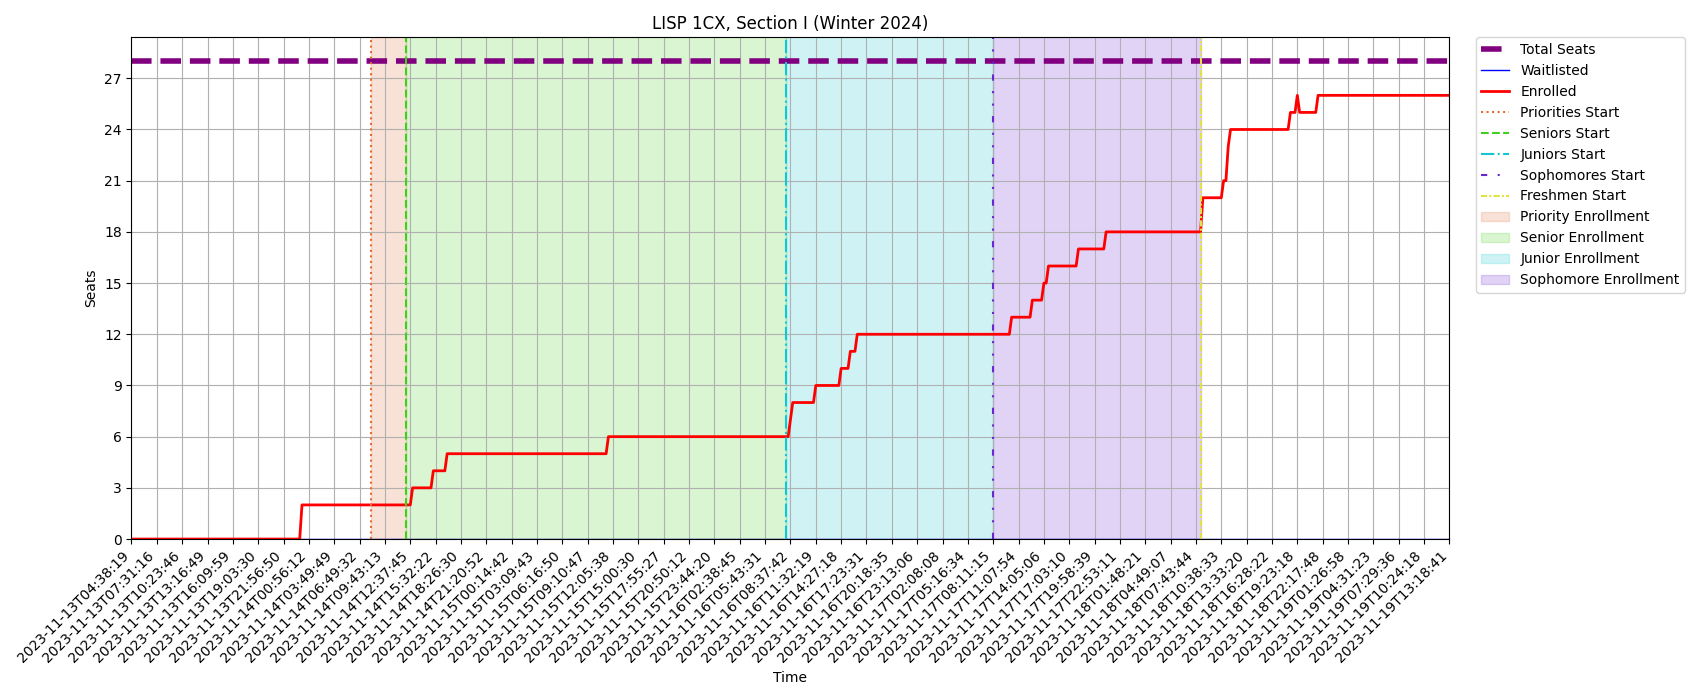 LISP 1CX, Section I (Winter 2024)
Seats
27
24
21
18
15
12
9
6
3
0
2023-11-13T04:38:19
2023-11-13T07:31:16
2023-11-13T10:23:46
2023-11-13T13:16:49
2023-11-13T16:09:59
2023-11-13T19:03:30
2023-11-13T21:56:50
2023-11-14T00:56:12
2023-11-14T03:49:49
2023-11-14T06:49:32
2023-11-14T09:43:13
2023-11-14T12:37:45
2023-11-14T15:32:22
2023-11-14T18:26:30
2023-11-14T21:20:52
2023-11-15T00:14:42
2023-11-15T03:09:43
2023-11-15T06:16:50
2023-11-15T09:10:47
2023-11-15T12:05:38
2023-11-15T15:00:30
2023-11-15T17:55:27
2023-11-15T20:50:12
2023-11-15T23:44:20
2023-11-16T02:38:45
2023-11-16T05:43:31
2023-11-16T08:37:42
2023-11-16T11:32:19
2023-11-16T14:27:18
2023-11-16T17:23:31
2023-11-16T20:18:35
2023-11-16T23:13:06
2023-11-17T02:08:08
2023-11-17T05:16:34
2023-11-17T08:11:15
2023-11-17T11:07:54
2023-11-17T14:05:06
2023-11-17T17:03:10
2023-11-17T19:58:39
2023-11-17T22:53:11
2023-11-18T01:48:21
2023-11-18T04:49:07
2023-11-18T07:43:44
2023-11-18T10:38:33
2023-11-18T13:33:20
2023-11-18T16:28:22
2023-11-18T19:23:18
2023-11-18T22:17:48
2023-11-19T01:26:58
2023-11-19T04:31:23
2023-11-19T07:29:36
2023-11-19T10:24:18
2023-11-19T13:18:41
Time
Total Seats
Waitlisted
Enrolled
Priorities Start
Seniors Start
Juniors Start
Sophomores Start
Freshmen Start
Priority Enrollment
Senior Enrollment
Junior Enrollment
Sophomore Enrollment